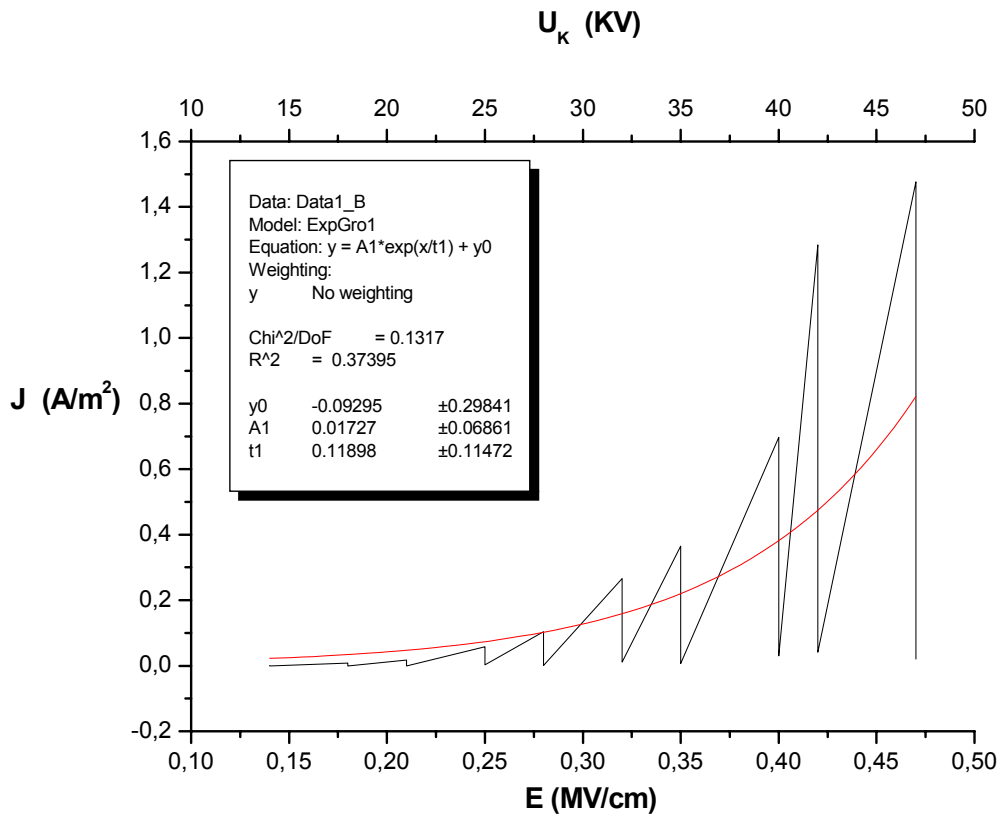 U_K (KV)
10 15 20 25 30 35 40 45 50
1,6
1,4
1,2
1,0
0,8
0,6
0,4
0,2
0,0
-0,2
J (A/m²)
Data: Data1_B
Model: ExpGro1
Equation: y = A1*exp(x/t1) + y0
Weighting:
y No weighting
Chi^2/DoF = 0.1317
R^2 = 0.37395
y0 -0.09295 ±0.29841
A1 0.01727 ±0.06861
t1 0.11898 ±0.11472
0,10 0,15 0,20 0,25 0,30 0,35 0,40 0,45 0,50
E (MV/cm)